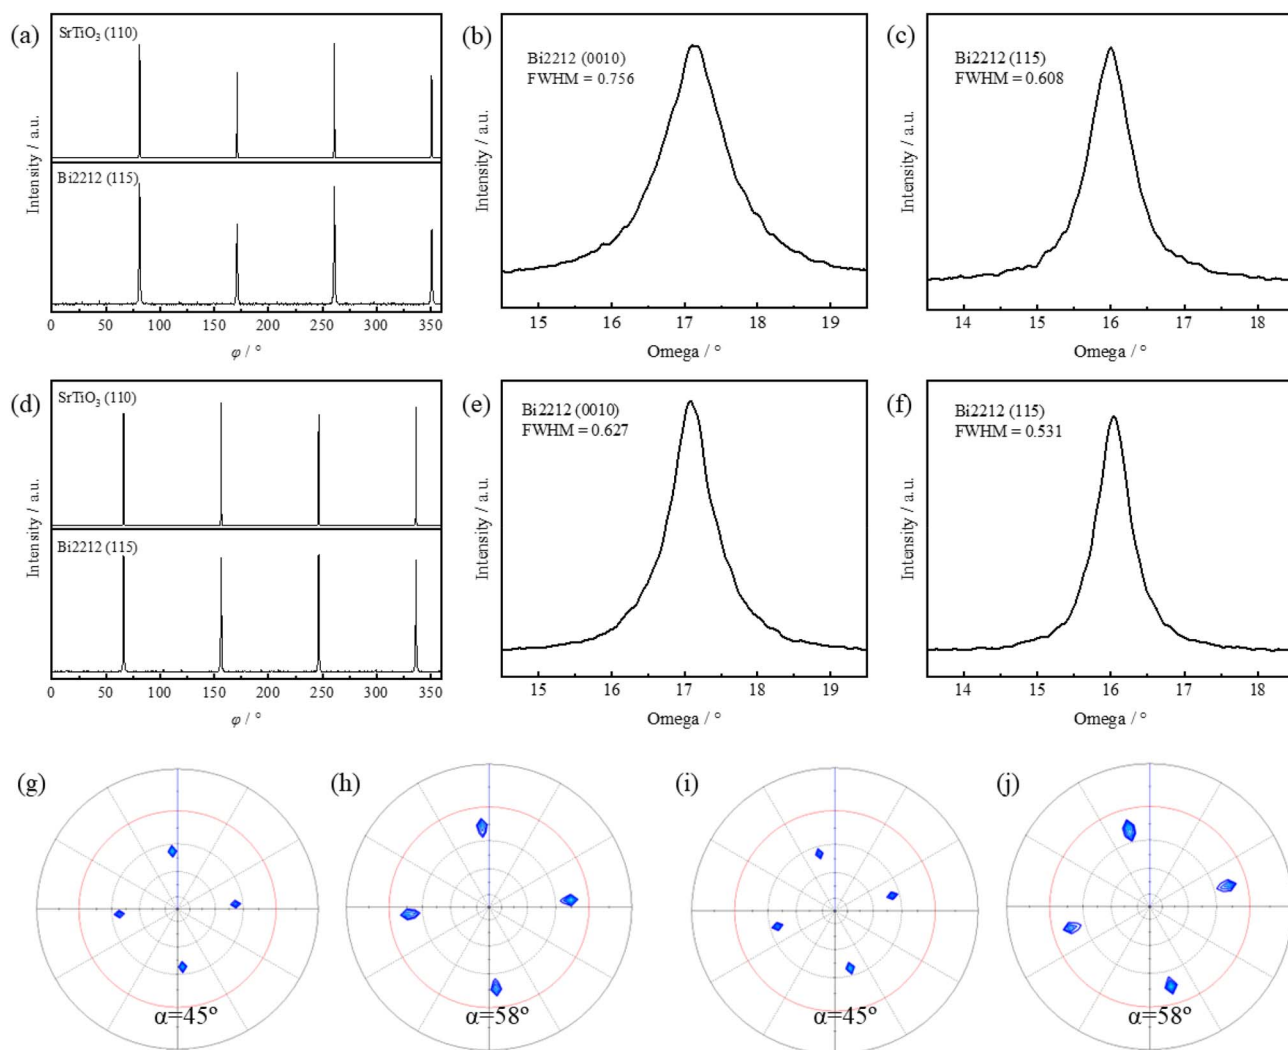 (a)
SrTiO₃ (110)
Bi2212 (115)
Intensity / a.u.
0 50 100 150 200 250 300 350
φ / °
(b)
Bi2212 (0010)
FWHM = 0.756
Intensity / a.u.
15 16 17 18 19
Omega / °
(c)
Bi2212 (115)
FWHM = 0.608
Intensity / a.u.
14 15 16 17 18
Omega / °
(d)
SrTiO₃ (110)
Bi2212 (115)
Intensity / a.u.
0 50 100 150 200 250 300 350
φ / °
(e)
Bi2212 (0010)
FWHM = 0.627
Intensity / a.u.
15 16 17 18 19
Omega / °
(f)
Bi2212 (115)
FWHM = 0.531
Intensity / a.u.
14 15 16 17 18
Omega / °
(g)
α=45°
(h)
α=58°
(i)
α=45°
(j)
α=58°